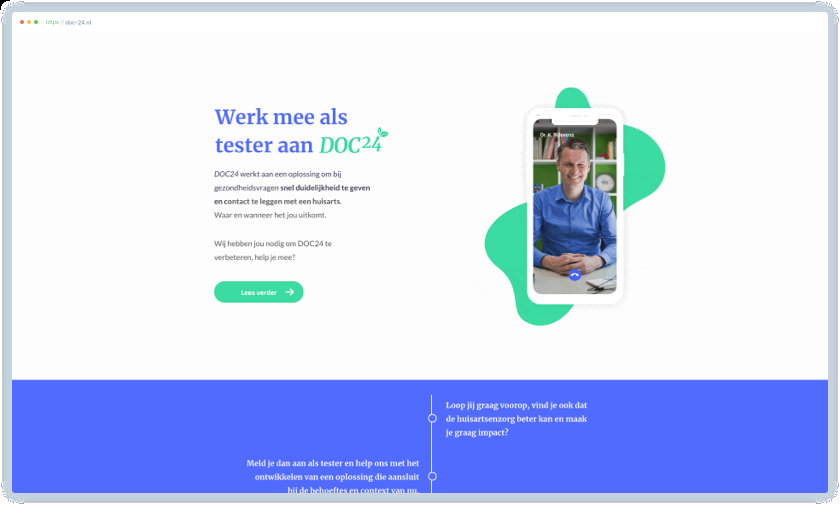 https:// doc-24.nl
Werk mee als
tester aan DOC24
DOC24 werkt aan een oplossing om bij
gezondheidsvragen snel duidelijkheid te geven
en contact te leggen met een huisarts.
Waar en wanneer het jou uitkomt.
Wij hebben jou nodig om DOC24 te
verbeteren, help je mee?
Lees verder
Dr. K. Bulevens
Loop jij graag voorop, vind je ook dat
de huisartsenzorg beter kan en maak
je graag impact?
Meld je dan aan als tester en help ons met het
ontwikkelen van een oplossing die aansluit
bij de behoeftes en context van nu.